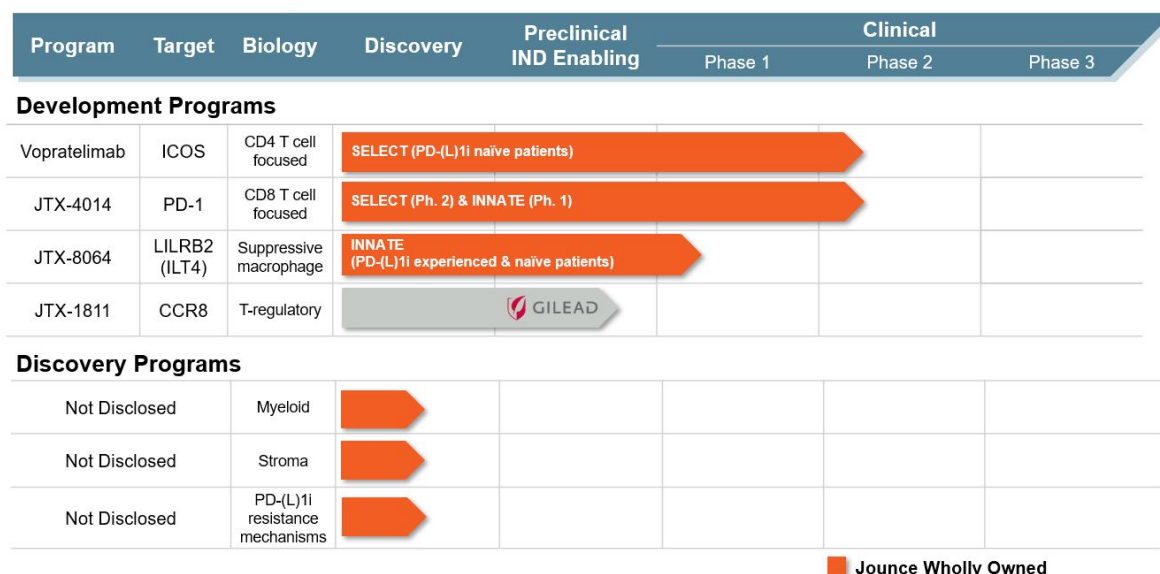 Program Target Biology Discovery Preclinical IND Enabling Clinical
Phase 1 Phase 2 Phase 3
Development Programs
Vopratelimab ICOS CD4 T cell focused SELECT (PD-(L)1i naïve patients)
JTX-4014 PD-1 CD8 T cell focused SELECT (Ph. 2) & INNATE (Ph. 1)
JTX-8064 LILRB2 (ILT4) Suppressive macrophage INNATE (PD-(L)1i experienced & naïve patients)
JTX-1811 CCR8 T-regulatory GILEAD
Discovery Programs
Not Disclosed Myeloid
Not Disclosed Stroma
Not Disclosed PD-(L)1i resistance mechanisms
Jounce Wholly Owned